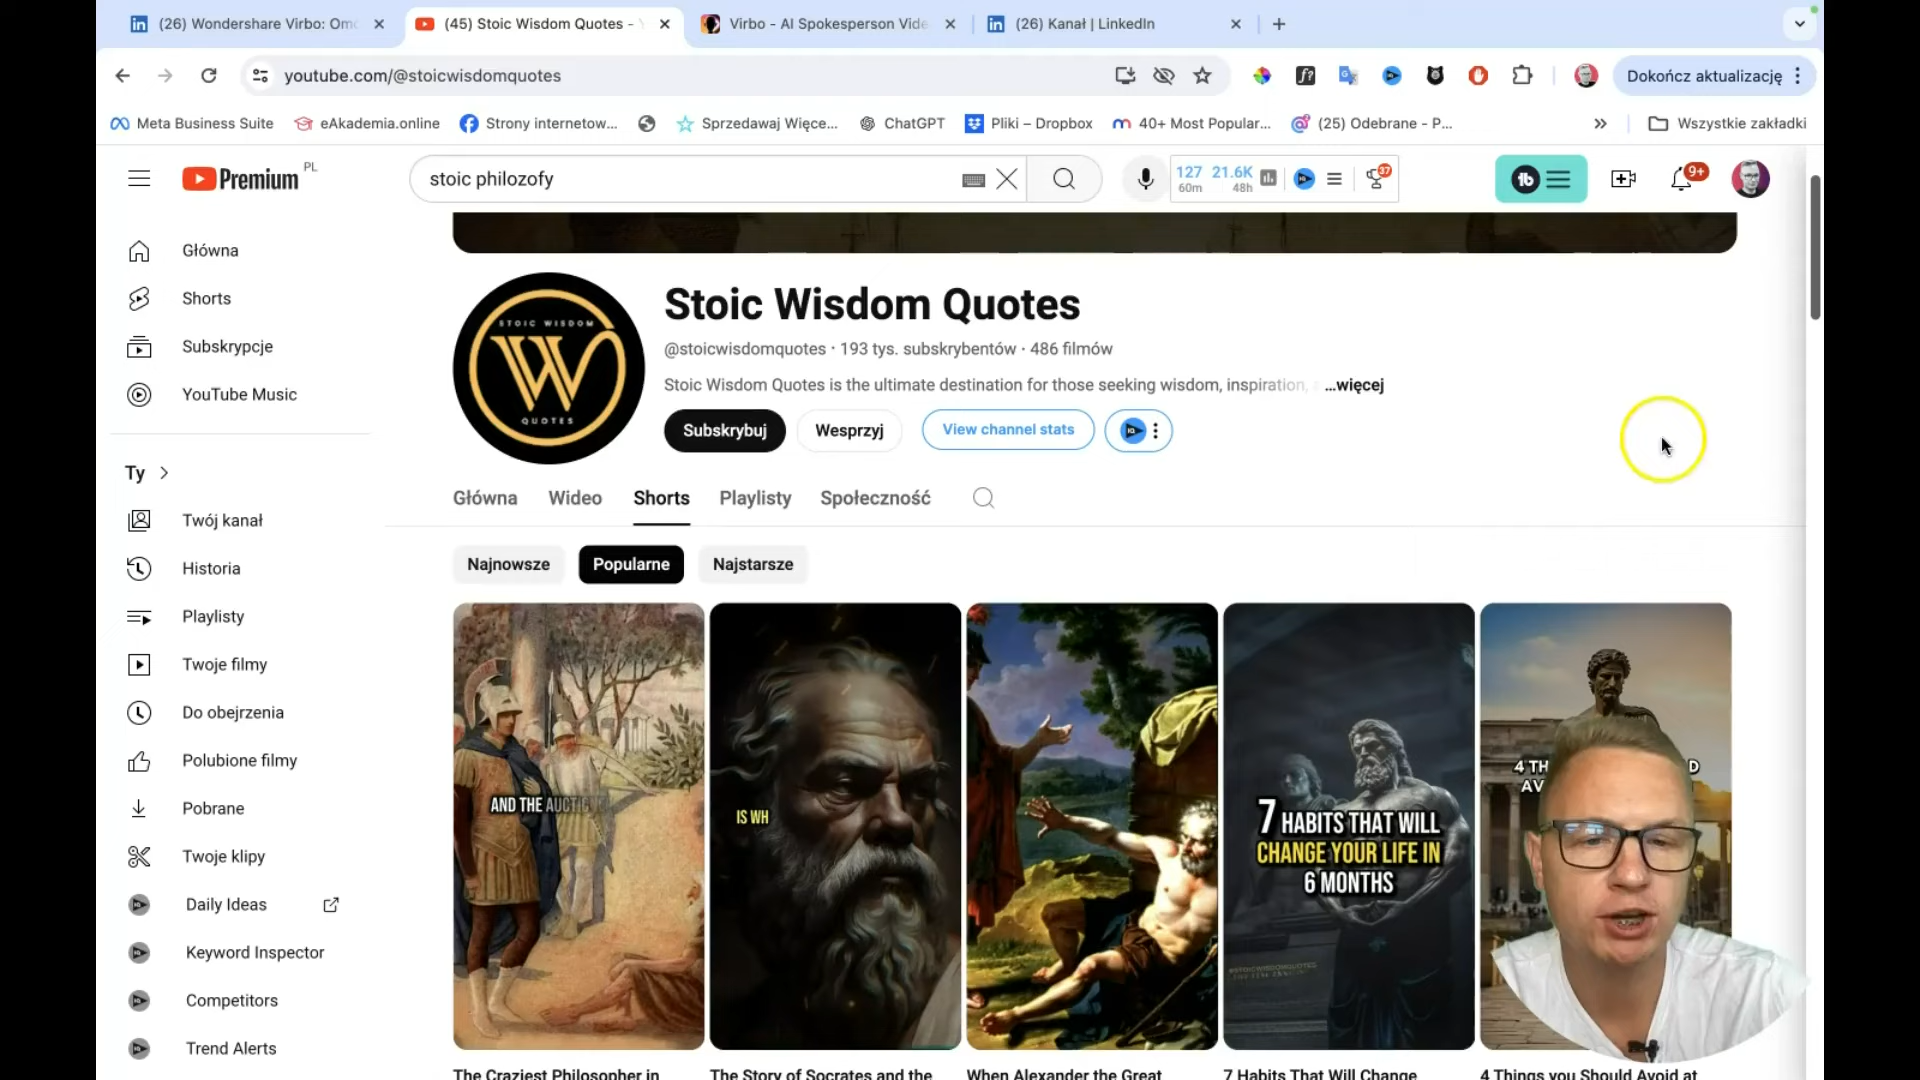 (26) Wondershare Virbo: Omo
(45) Stoic Wisdom Quotes - Y
Virbo - AI Spokesperson Vide
(26) Kanał | LinkedIn
youtube.com/@stoicwisdomquotes
Dokończ aktualizację
Meta Business Suite
eAkademia.online
Strony internetow...
Sprzedawaj Więce...
ChatGPT
Pliki – Dropbox
40+ Most Popular...
(25) Odebrane - P...
Wszystkie zakładki
Premium PL
stoic philozofy
127 21.6K
60m 48h
37
9+
Główna
Shorts
Subskrypcje
YouTube Music
Ty
Twój kanał
Historia
Playlisty
Twoje filmy
Do obejrzenia
Polubione filmy
Pobrane
Twoje klipy
Daily Ideas
Keyword Inspector
Competitors
Trend Alerts
STOIC WISDOM
W
QUOTES
Stoic Wisdom Quotes
@stoicwisdomquotes · 193 tys. subskrybentów · 486 filmów
Stoic Wisdom Quotes is the ultimate destination for those seeking wisdom, inspiration, ...więcej
Subskrybuj
Wesprzyj
View channel stats
Główna
Wideo
Shorts
Playlisty
Społeczność
Najnowsze
Popularne
Najstarsze
AND THE AUCTION
IS WH
7 HABITS THAT WILL
CHANGE YOUR LIFE IN
6 MONTHS
@STOICWISDOMQUOTES
4 TH D
AV
The Craziest Philosopher in
The Story of Socrates and the
When Alexander the Great
7 Habits That Will Change
4 Things you Should Avoid at